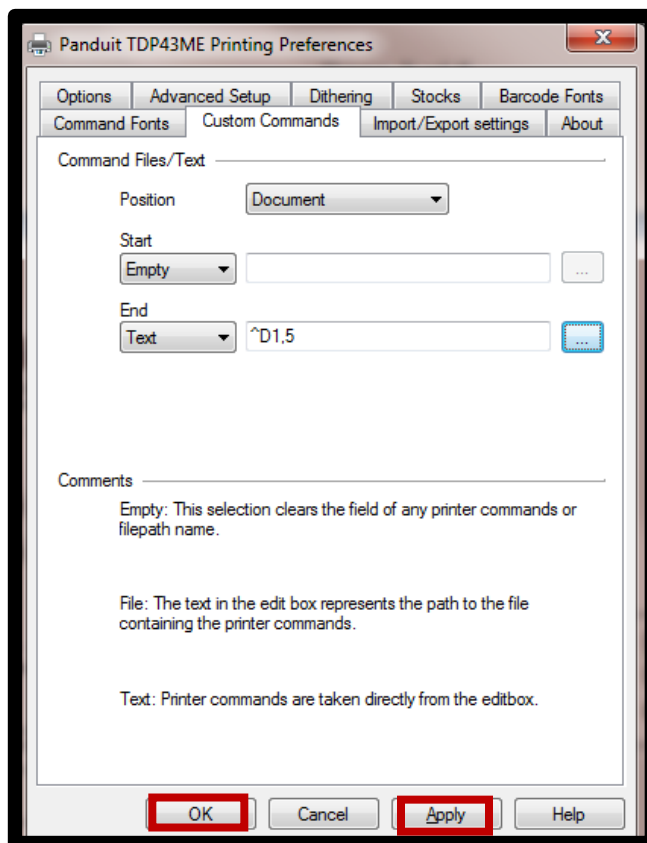 Panduit TDP43ME Printing Preferences
X
Options Advanced Setup Dithering Stocks Barcode Fonts
Command Fonts Custom Commands Import/Export settings About
Command Files/Text
Position Document
Start
Empty ...
End
Text ^D1,5 ...
Comments
Empty: This selection clears the field of any printer commands or
filepath name.
File: The text in the edit box represents the path to the file
containing the printer commands.
Text: Printer commands are taken directly from the editbox.
OK Cancel Apply Help